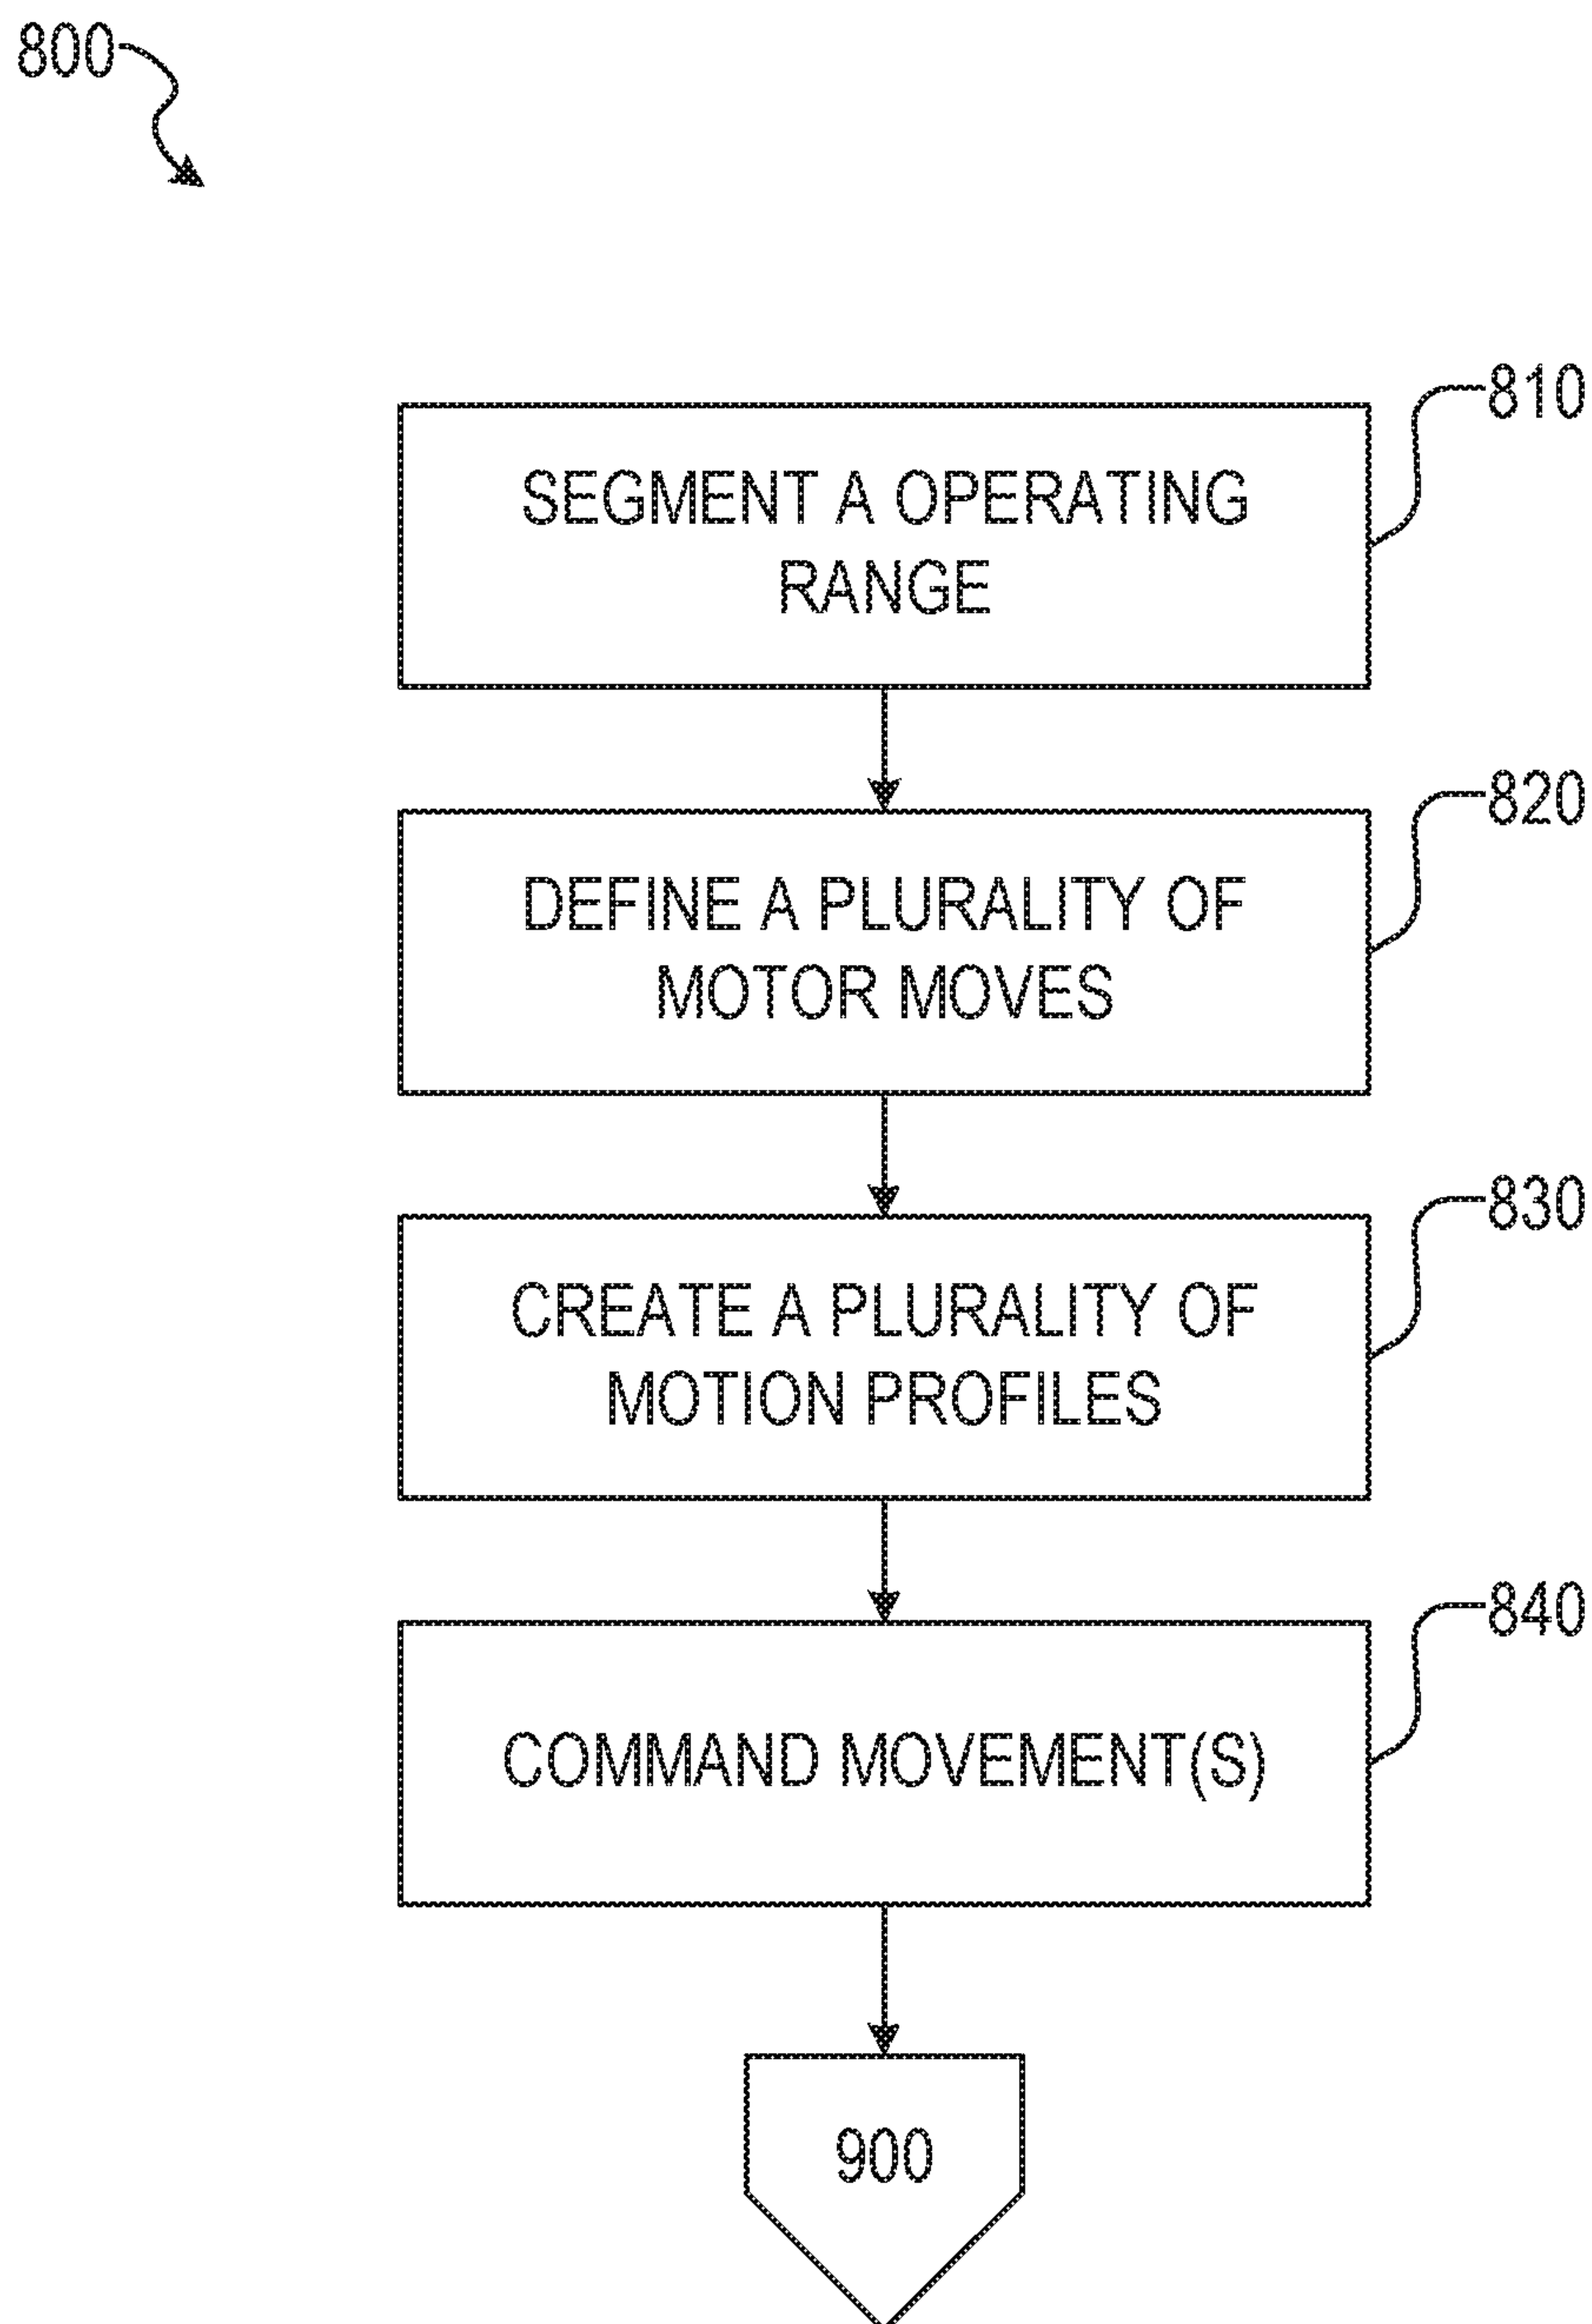 800
810
SEGMENT A OPERATING
RANGE
820
DEFINE A PLURALITY OF
MOTOR MOVES
830
CREATE A PLURALITY OF
MOTION PROFILES
840
COMMAND MOVEMENT(S)
900